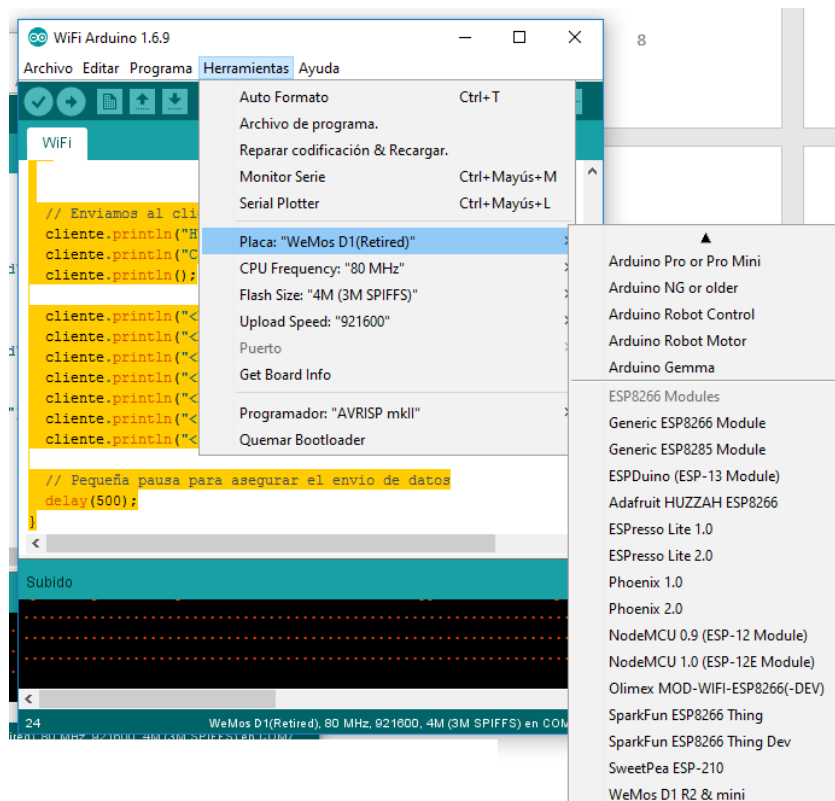 WiFi Arduino 1.6.9
8
Archivo Editar Programa Herramientas Ayuda
WiFi
Auto Formato Ctrl+T
Archivo de programa.
Reparar codificación & Recargar.
Monitor Serie Ctrl+Mayús+M
Serial Plotter Ctrl+Mayús+L
Placa: "WeMos D1(Retired)"
CPU Frequency: "80 MHz"
Flash Size: "4M (3M SPIFFS)"
Upload Speed: "921600"
Puerto
Get Board Info
Programador: "AVRISP mkII"
Quemar Bootloader
// Enviamos al cli
cliente.println("H
cliente.println("C
cliente.println();
cliente.println("<
cliente.println("<
cliente.println("<
cliente.println("<
cliente.println("<
cliente.println("<
cliente.println("<
// Pequeña pausa para asegurar el envio de datos
delay(500);
}
Subido
24 WeMos D1(Retired), 80 MHz, 921600, 4M (3M SPIFFS) en COM
Arduino Pro or Pro Mini
Arduino NG or older
Arduino Robot Control
Arduino Robot Motor
Arduino Gemma
ESP8266 Modules
Generic ESP8266 Module
Generic ESP8285 Module
ESPDuino (ESP-13 Module)
Adafruit HUZZAH ESP8266
ESPresso Lite 1.0
ESPresso Lite 2.0
Phoenix 1.0
Phoenix 2.0
NodeMCU 0.9 (ESP-12 Module)
NodeMCU 1.0 (ESP-12E Module)
Olimex MOD-WIFI-ESP8266(-DEV)
SparkFun ESP8266 Thing
SparkFun ESP8266 Thing Dev
SweetPea ESP-210
WeMos D1 R2 & mini